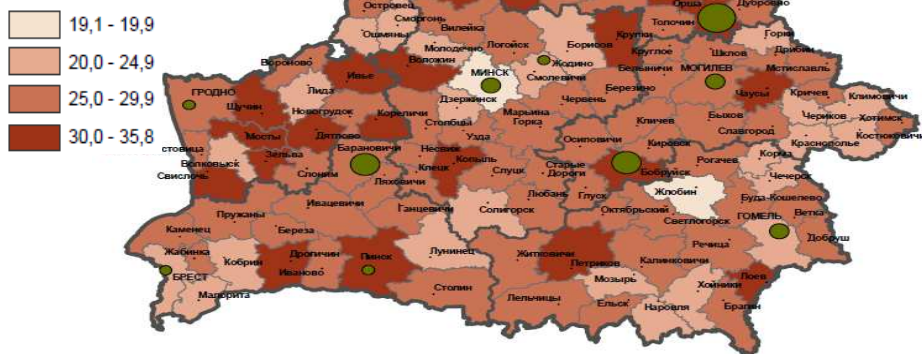 19,1 - 19,9
20,0 - 24,9
25,0 - 29,9
30,0 - 35,8
Островец
Сморгонь
Ошмяны
Вилейка
Молодечно
Логойск
Борисов
Крупки
Орша
Дубровно
Толочин
Горки
Круглое
Шклов
Дрибин
Вороново
Ивье
Воложин
МИНСК
Жодино
Смолевичи
Белыничи
МОГИЛЕВ
Мстиславль
ГРОДНО
Щучин
Лида
Новогрудок
Кореличи
Дзержинск
Столбцы
Червень
Березино
Чаусы
Кричев
Климовичи
Чериков
Хотимск
Костюковичи
Мосты
Дятлово
Узда
Марьина
Горка
Кличев
Быхов
Славгород
Краснополье
стовица
Волковыск
Зельва
Барановичи
Несвиж
Клецк
Копыль
Осиповичи
Кировск
Рогачев
Корма
Чечерск
Свислочь
Слоним
Ляховичи
Слуцк
Старые
Дороги
Бобруйск
Глуск
Жлобин
Буда-Кошелево
Ивацевичи
Ганцевичи
Солигорск
Любань
Октябрьский
Светлогорск
ГОМЕЛЬ
Ветка
Добруш
Пружаны
Каменец
Береза
Жабинка
Кобрин
Дрогичин
Иваново
Пинск
Лунинец
Житковичи
Петриков
Калинковичи
Речица
БРЕСТ
Малорита
Столин
Лельчицы
Мозырь
Ельск
Наровля
Хойники
Лоев
Брагин